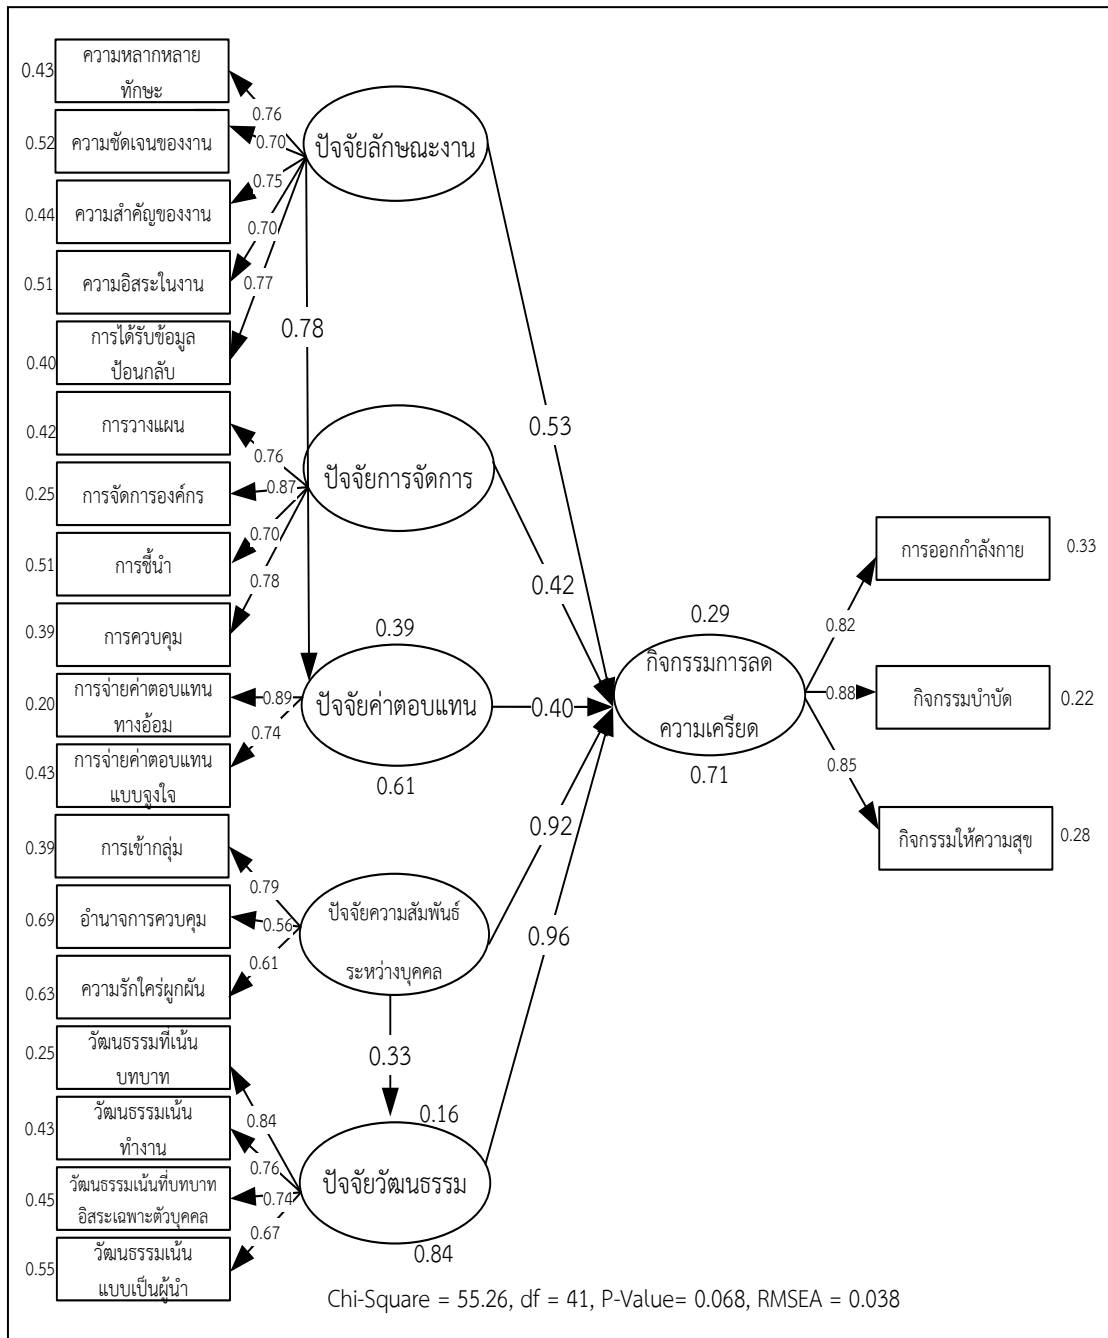 ความหลากหลาย
ทักษะ
0.43
0.76
ความชัดเจนของงาน
0.52
0.70
ความสำคัญของงาน
0.44
0.75
ความอิสระในงาน
0.51
0.70
การได้รับข้อมูล
ป้อนกลับ
0.40
0.77
ปัจจัยลักษณะงาน
0.78
0.53
การวางแผน
0.42
0.76
การจัดการองค์กร
0.25
0.87
การชี้นำ
0.51
0.70
การควบคุม
0.39
0.78
ปัจจัยการจัดการ
0.42
การจ่ายค่าตอบแทน
ทางอ้อม
0.20
0.89
การจ่ายค่าตอบแทน
แบบจูงใจ
0.43
0.74
0.39
ปัจจัยค่าตอบแทน
0.61
0.40
การเข้ากลุ่ม
0.39
0.79
อำนาจการควบคุม
0.69
0.56
ความรักใคร่ผูกผัน
0.63
0.61
ปัจจัยความสัมพันธ์
ระหว่างบุคคล
0.92
0.33
วัฒนธรรมที่เน้น
บทบาท
0.25
0.84
วัฒนธรรมเน้น
ทำงาน
0.43
0.76
วัฒนธรรมเน้นที่บทบาท
อิสระเฉพาะตัวบุคคล
0.45
0.74
วัฒนธรรมเน้น
แบบเป็นผู้นำ
0.55
0.67
0.16
ปัจจัยวัฒนธรรม
0.84
0.96
0.29
กิจกรรมการลด
ความเครียด
0.71
0.82
การออกกำลังกาย
0.33
0.88
กิจกรรมบำบัด
0.22
0.85
กิจกรรมให้ความสุข
0.28
Chi-Square = 55.26, df = 41, P-Value= 0.068, RMSEA = 0.038